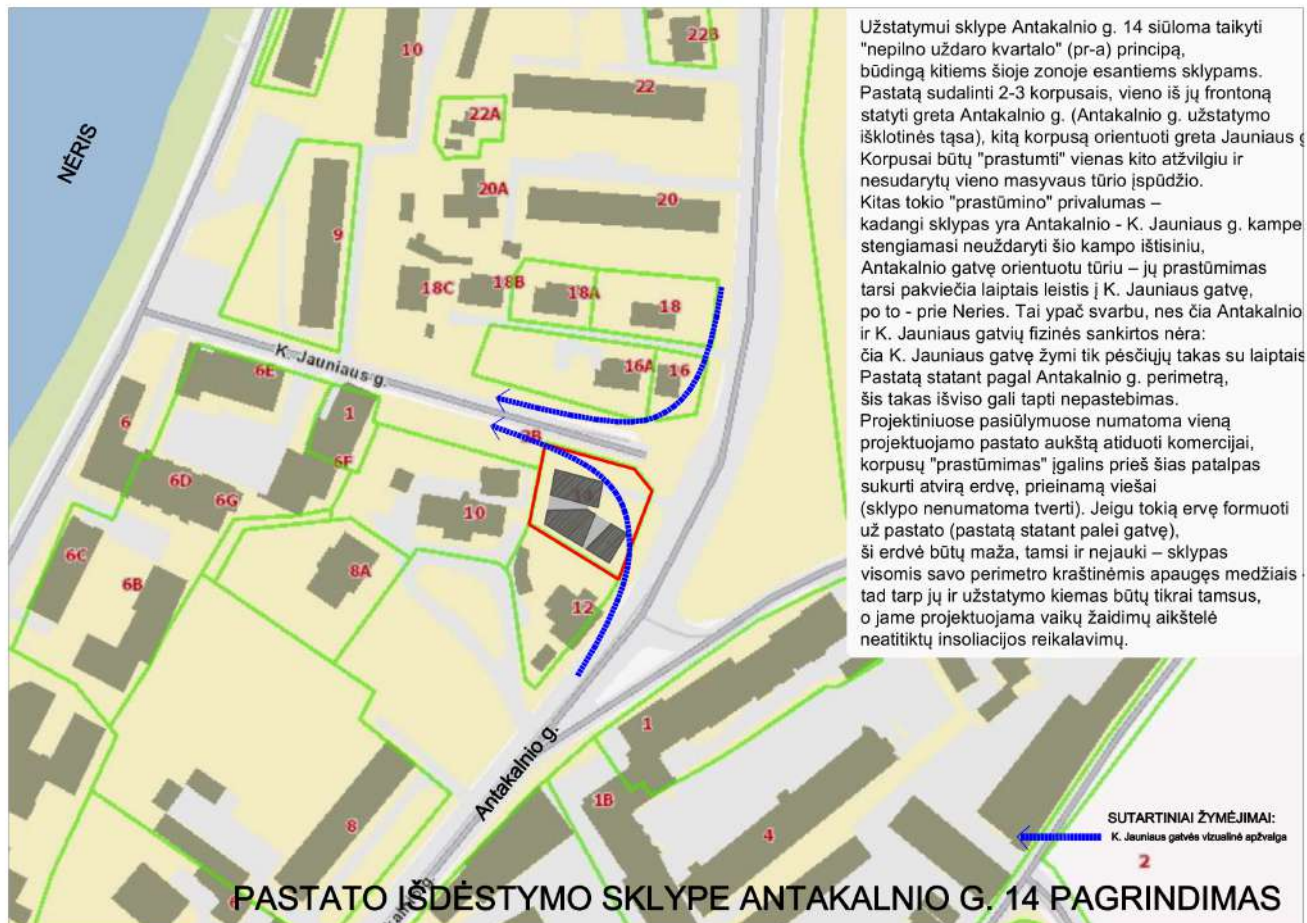 Užstatymui sklype Antakalnio g. 14 siūloma taikyti
"nepilno uždaro kvartalo" (pr-a) principą,
būdingą kitiems šioje zonoje esantiems sklypams.
Pastatą sudalinti 2-3 korpusais, vieno iš jų frontoną
statyti greta Antakalnio g. (Antakalnio g. užstatymo
išklotinės tąsa), kitą korpusą orientuoti greta Jauniaus g
Korpusai būtų "prastumti" vienas kito atžvilgiu ir
nesudarytų vieno masyvaus tūrio įspūdžio.
Kitas tokio "prastūmino" privalumas –
kadangi sklypas yra Antakalnio - K. Jauniaus g. kampe
stengiamasi neuždaryti šio kampo ištisiniu,
Antakalnio gatvę orientuotu tūriu – jų prastūmimas
tarsi pakviečia laiptais leistis į K. Jauniaus gatvę,
po to - prie Neries. Tai ypač svarbu, nes čia Antakalnio
ir K. Jauniaus gatvių fizinės sankirtos nėra:
čia K. Jauniaus gatvę žymi tik pėsčiųjų takas su laiptais
Pastatą statant pagal Antakalnio g. perimetrą,
šis takas išviso gali tapti nepastebimas.
Projektiniuose pasiūlymuose numatoma vieną
projektuojamo pastato aukštą atiduoti komercijai,
korpusų "prastūmimas" įgalins prieš šias patalpas
sukurti atvirą erdvę, prieinamą viešai
(sklypo nenumatoma tverti). Jeigu tokią ervę formuoti
už pastato (pastatą statant palei gatvę),
ši erdvė būtų maža, tamsi ir nejauki – sklypas
visomis savo perimetro kraštinėmis apaugęs medžiais -
tad tarp jų ir užstatymo kiemas būtų tikrai tamsus,
o jame projektuojama vaikų žaidimų aikštelė
neatitiktų insoliacijos reikalavimų.
NĖRIS
10
22B
22
22A
20A
20
9
18C
18B
18A
18
K. Jauniaus g.
16A
16
6E
1
6
2B
6F
6D
6G
10
6C
6B
8A
12
Antakalnio g.
1
1B
4
8
SUTARTINIAI ŽYMĖJIMAI:
K. Jauniaus gatvės vizualinė apžvalga
2
PASTATO IŠDĖSTYMO SKLYPE ANTAKALNIO G. 14 PAGRINDIMAS